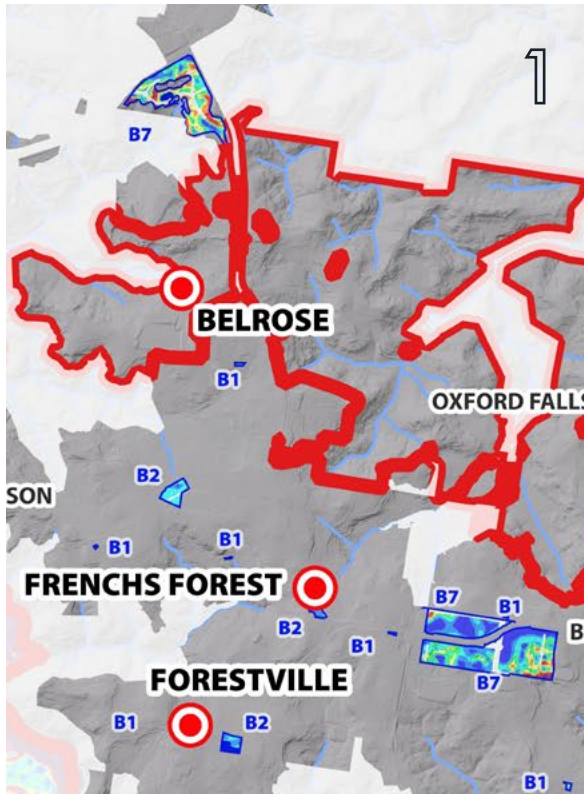 1
B7
BELROSE
B1
OXFORD FALLS
B2
SON
B1
B1
FRENCHS FOREST
B7
B1
B2
B1
B
B7
FORESTVILLE
B1
B2
B1